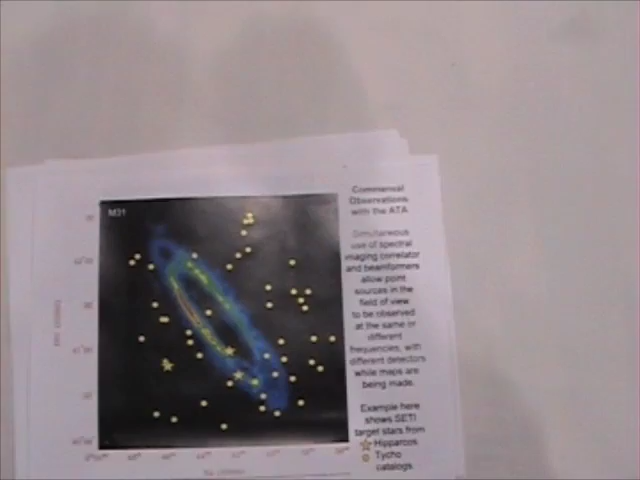 M31
Commensal
Observations
with the ATA
Simultaneous
use of spectral
imaging correlator
and beamformers
allow point
sources in the
field of view
to be observed
at the same or
different
frequencies, with
different detectors
while maps are
being made.
Example here
shows SETI
target stars from
Hipparcos
Tycho
catalogs